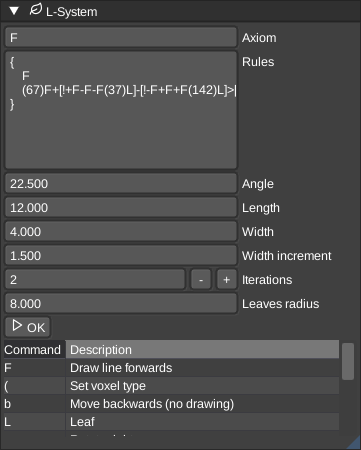 ▼ L-System
F Axiom
{ Rules
F
(67)F+[!+F-F-F(37)L]-[!-F+F+F(142)L]>|
}
22.500 Angle
12.000 Length
4.000 Width
1.500 Width increment
2 - + Iterations
8.000 Leaves radius
OK
Command Description
F Draw line forwards
( Set voxel type
b Move backwards (no drawing)
L Leaf